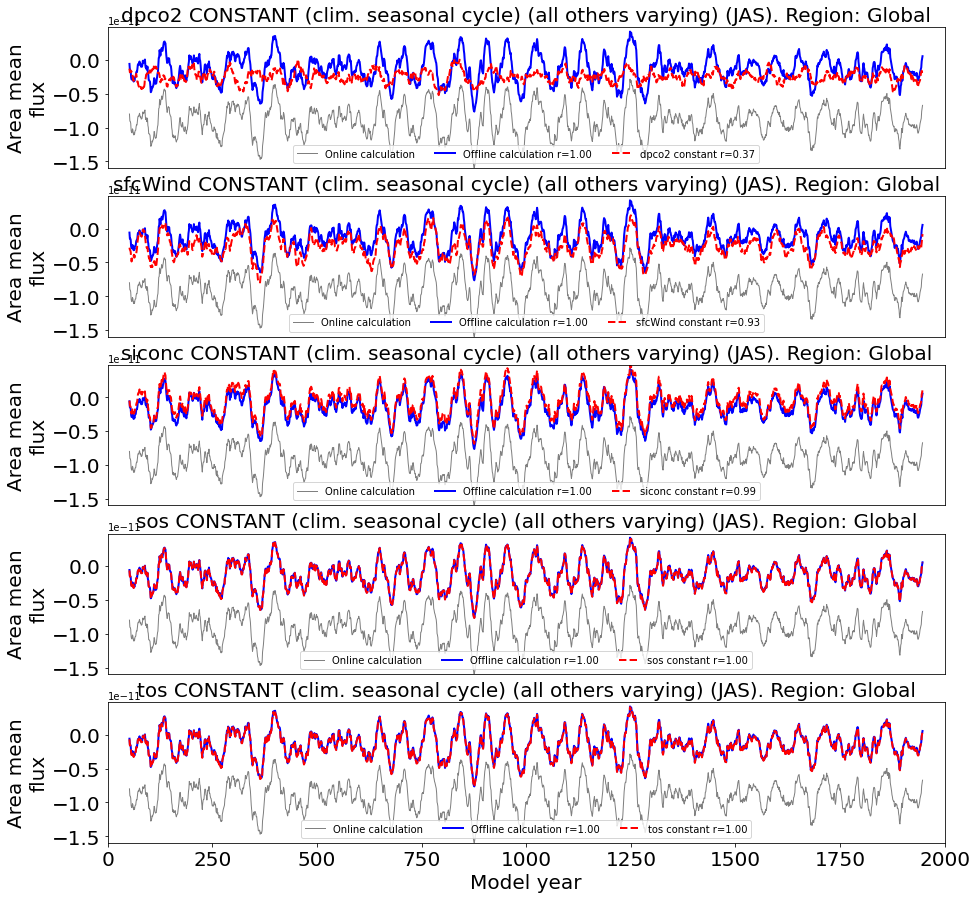 dpco2 CONSTANT (clim. seasonal cycle) (all others varying) (JAS). Region: Global
1e−11
Area mean
flux
0.0
−0.5
−1.0
−1.5
Online calculation
Offline calculation r=1.00
dpco2 constant r=0.37
sfcWind CONSTANT (clim. seasonal cycle) (all others varying) (JAS). Region: Global
1e−11
Area mean
flux
0.0
−0.5
−1.0
−1.5
Online calculation
Offline calculation r=1.00
sfcWind constant r=0.93
siconc CONSTANT (clim. seasonal cycle) (all others varying) (JAS). Region: Global
1e−11
Area mean
flux
0.0
−0.5
−1.0
−1.5
Online calculation
Offline calculation r=1.00
siconc constant r=0.99
sos CONSTANT (clim. seasonal cycle) (all others varying) (JAS). Region: Global
1e−11
Area mean
flux
0.0
−0.5
−1.0
−1.5
Online calculation
Offline calculation r=1.00
sos constant r=1.00
tos CONSTANT (clim. seasonal cycle) (all others varying) (JAS). Region: Global
1e−11
Area mean
flux
0.0
−0.5
−1.0
−1.5
Online calculation
Offline calculation r=1.00
tos constant r=1.00
0
250
500
750
1000
1250
1500
1750
2000
Model year